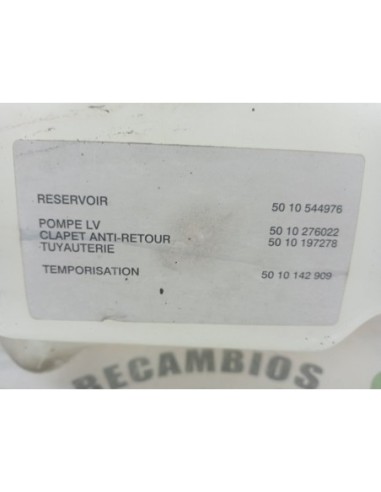 RESERVOIR 50 10 544976
POMPE LV 50 10 276022
CLAPET ANTI-RETOUR 50 10 197278
TUYAUTERIE
TEMPORISATION 50 10 142 909
RECAMBIOS